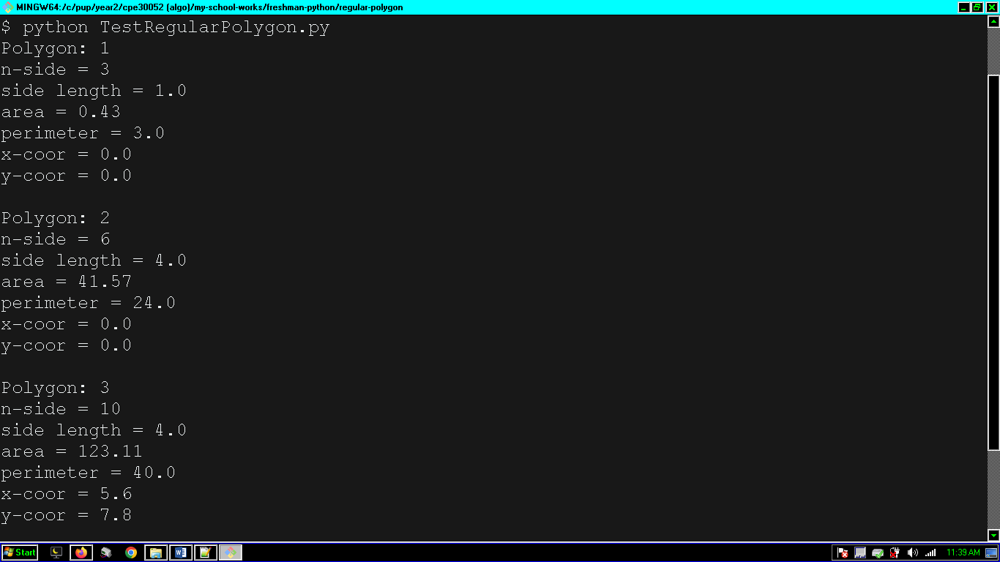 MINGW64:/c/pup/year2/cpe30052 (algo)/my-school-works/freshman-python/regular-polygon
$ python TestRegularPolygon.py
Polygon: 1
n-side = 3
side length = 1.0
area = 0.43
perimeter = 3.0
x-coor = 0.0
y-coor = 0.0
Polygon: 2
n-side = 6
side length = 4.0
area = 41.57
perimeter = 24.0
x-coor = 0.0
y-coor = 0.0
Polygon: 3
n-side = 10
side length = 4.0
area = 123.11
perimeter = 40.0
x-coor = 5.6
y-coor = 7.8
Start
11:39 AM